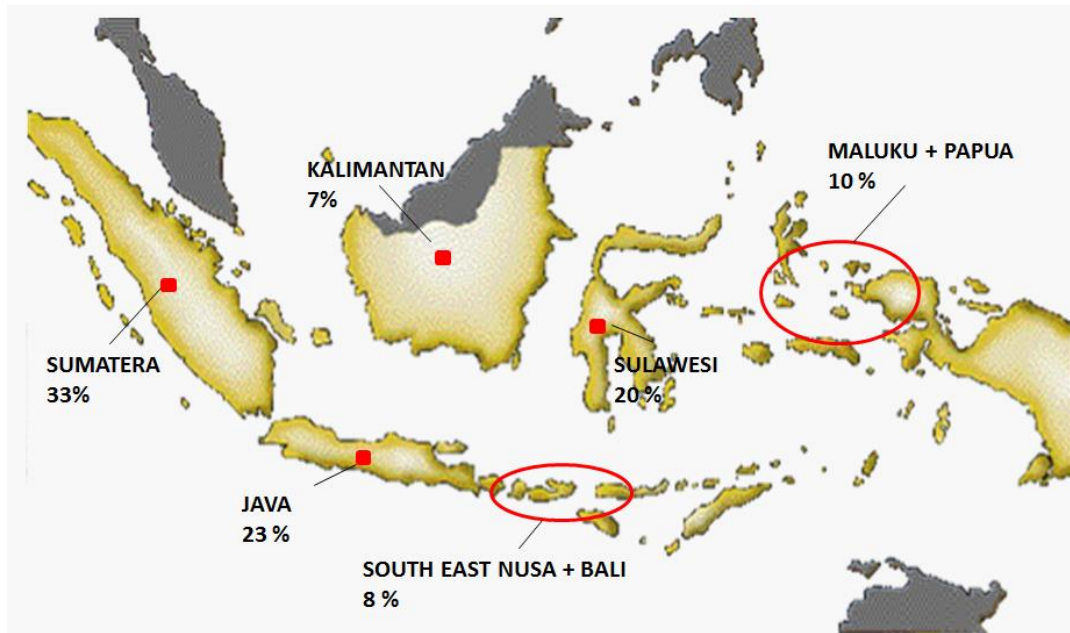 KALIMANTAN
7%
MALUKU + PAPUA
10 %
SUMATERA
33%
SULAWESI
20 %
JAVA
23 %
SOUTH EAST NUSA + BALI
8 %